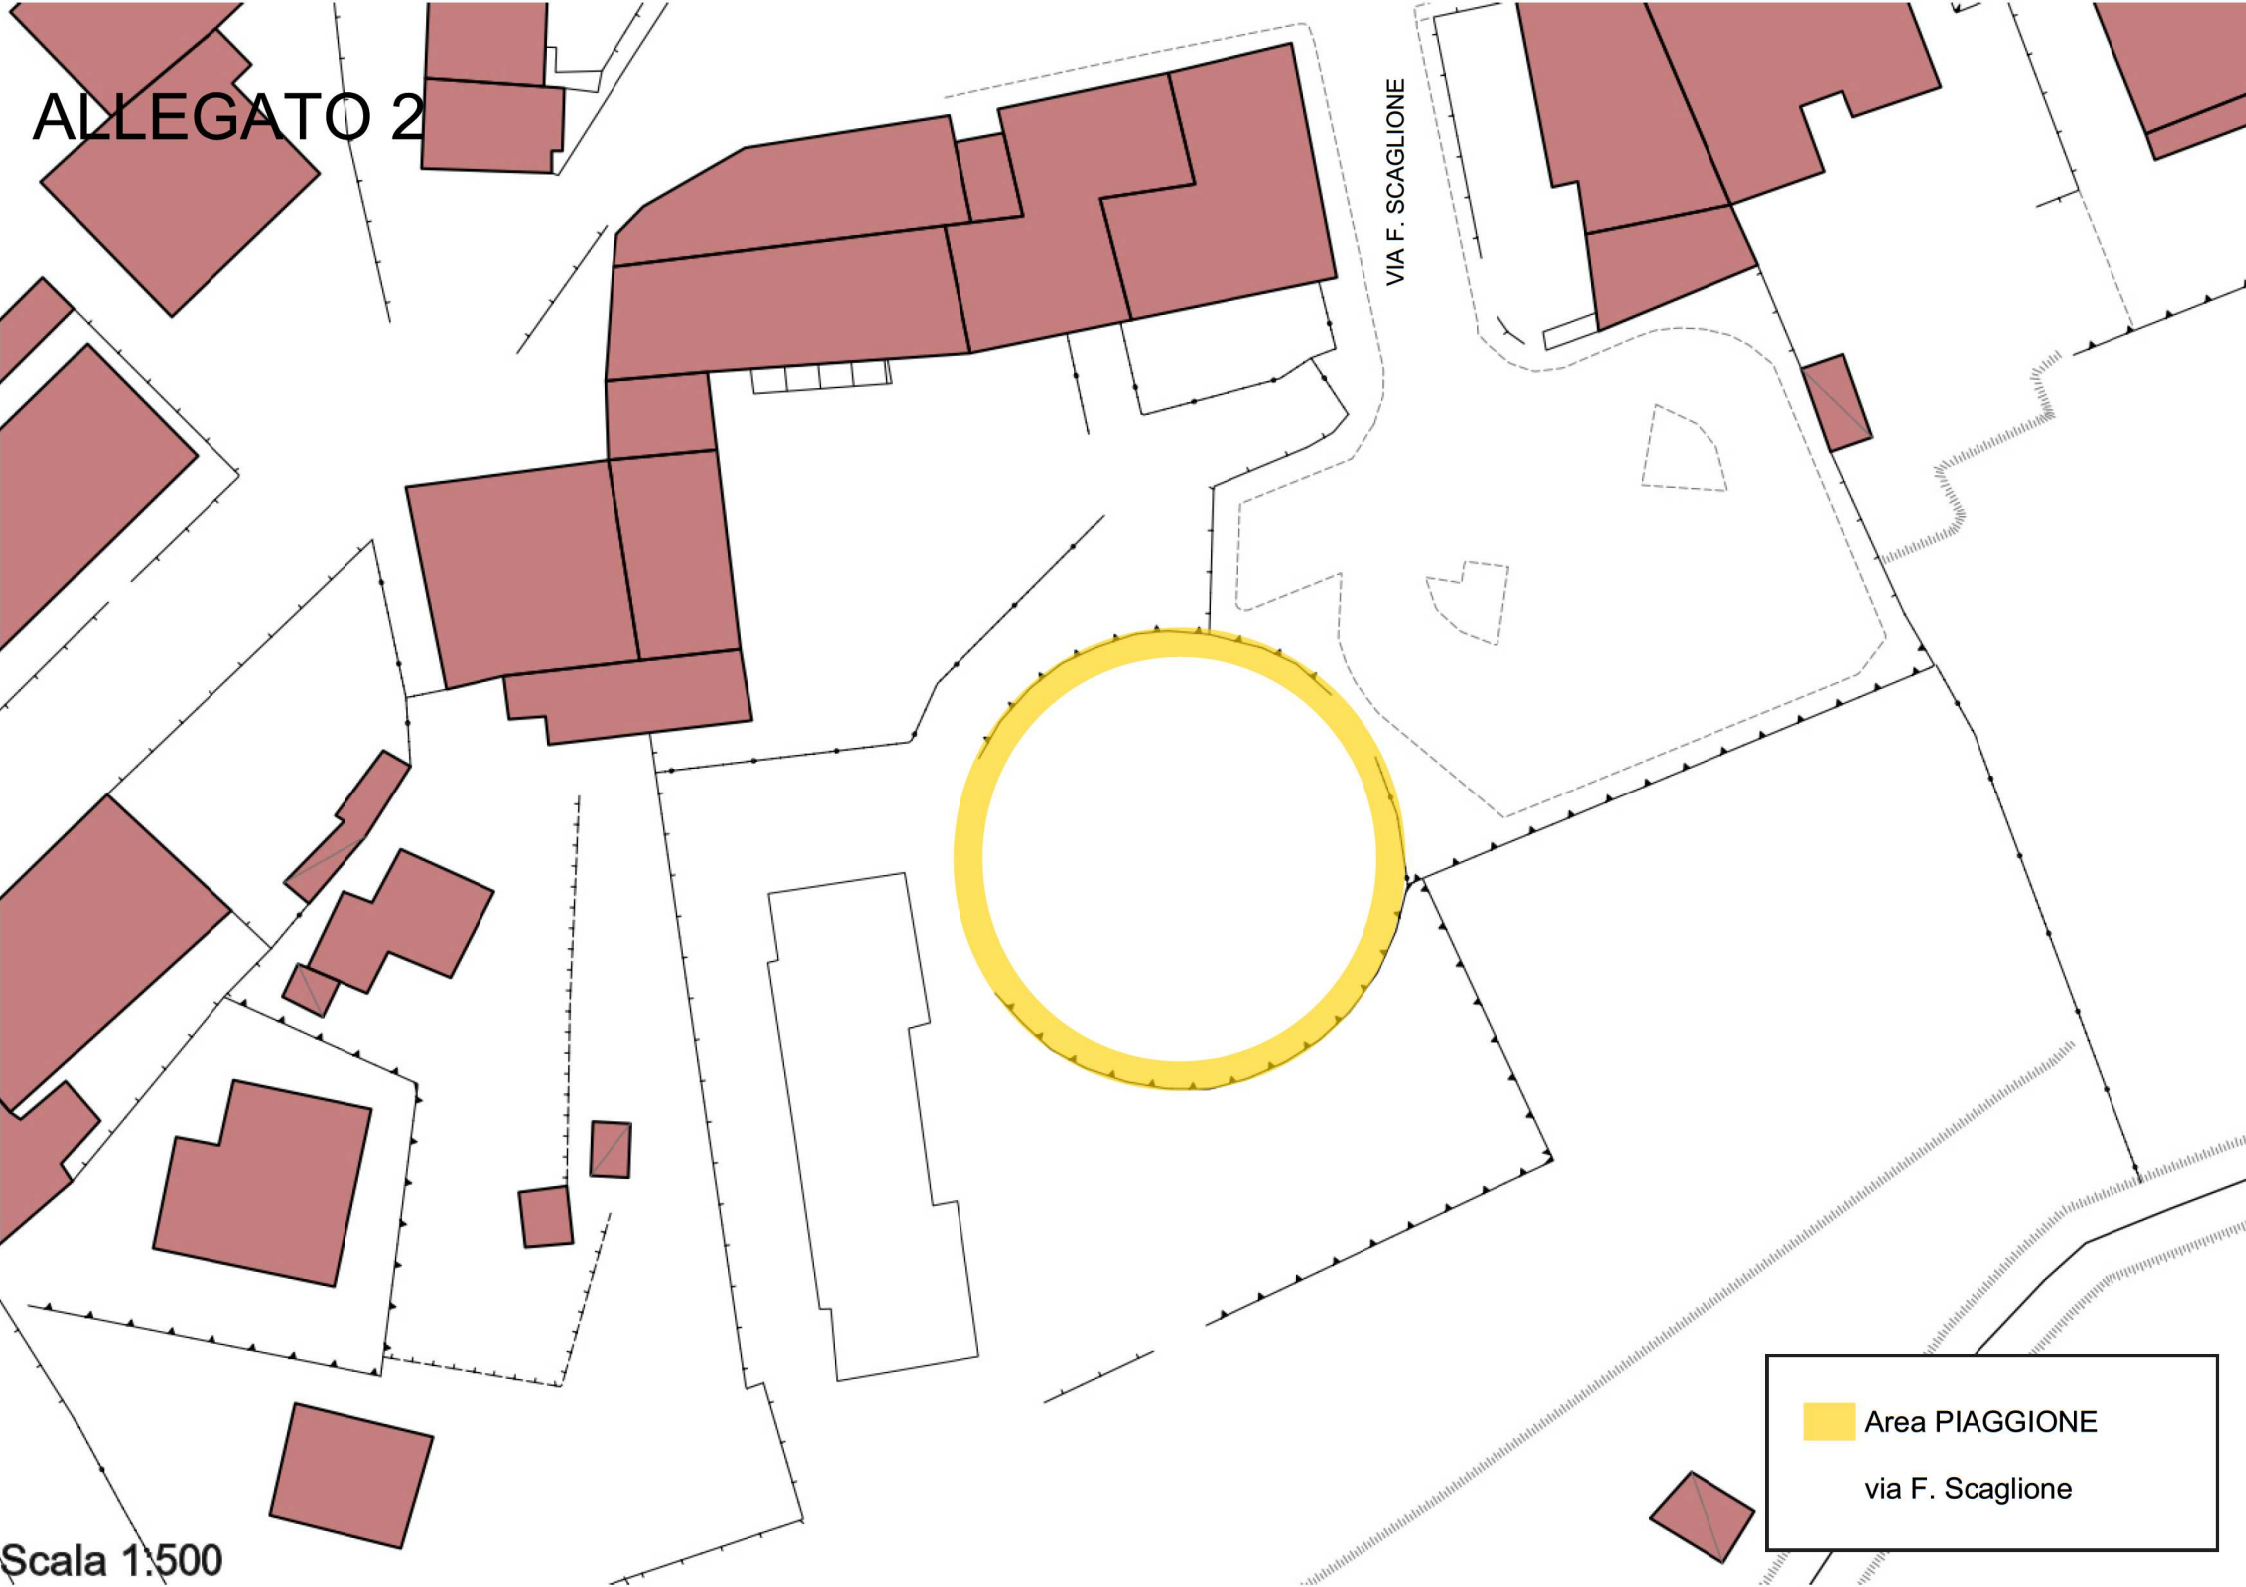 ALLEGATO 2
VIA F. SCAGLIONE
Area PIAGGIONE
via F. Scaglione
Scala 1:500